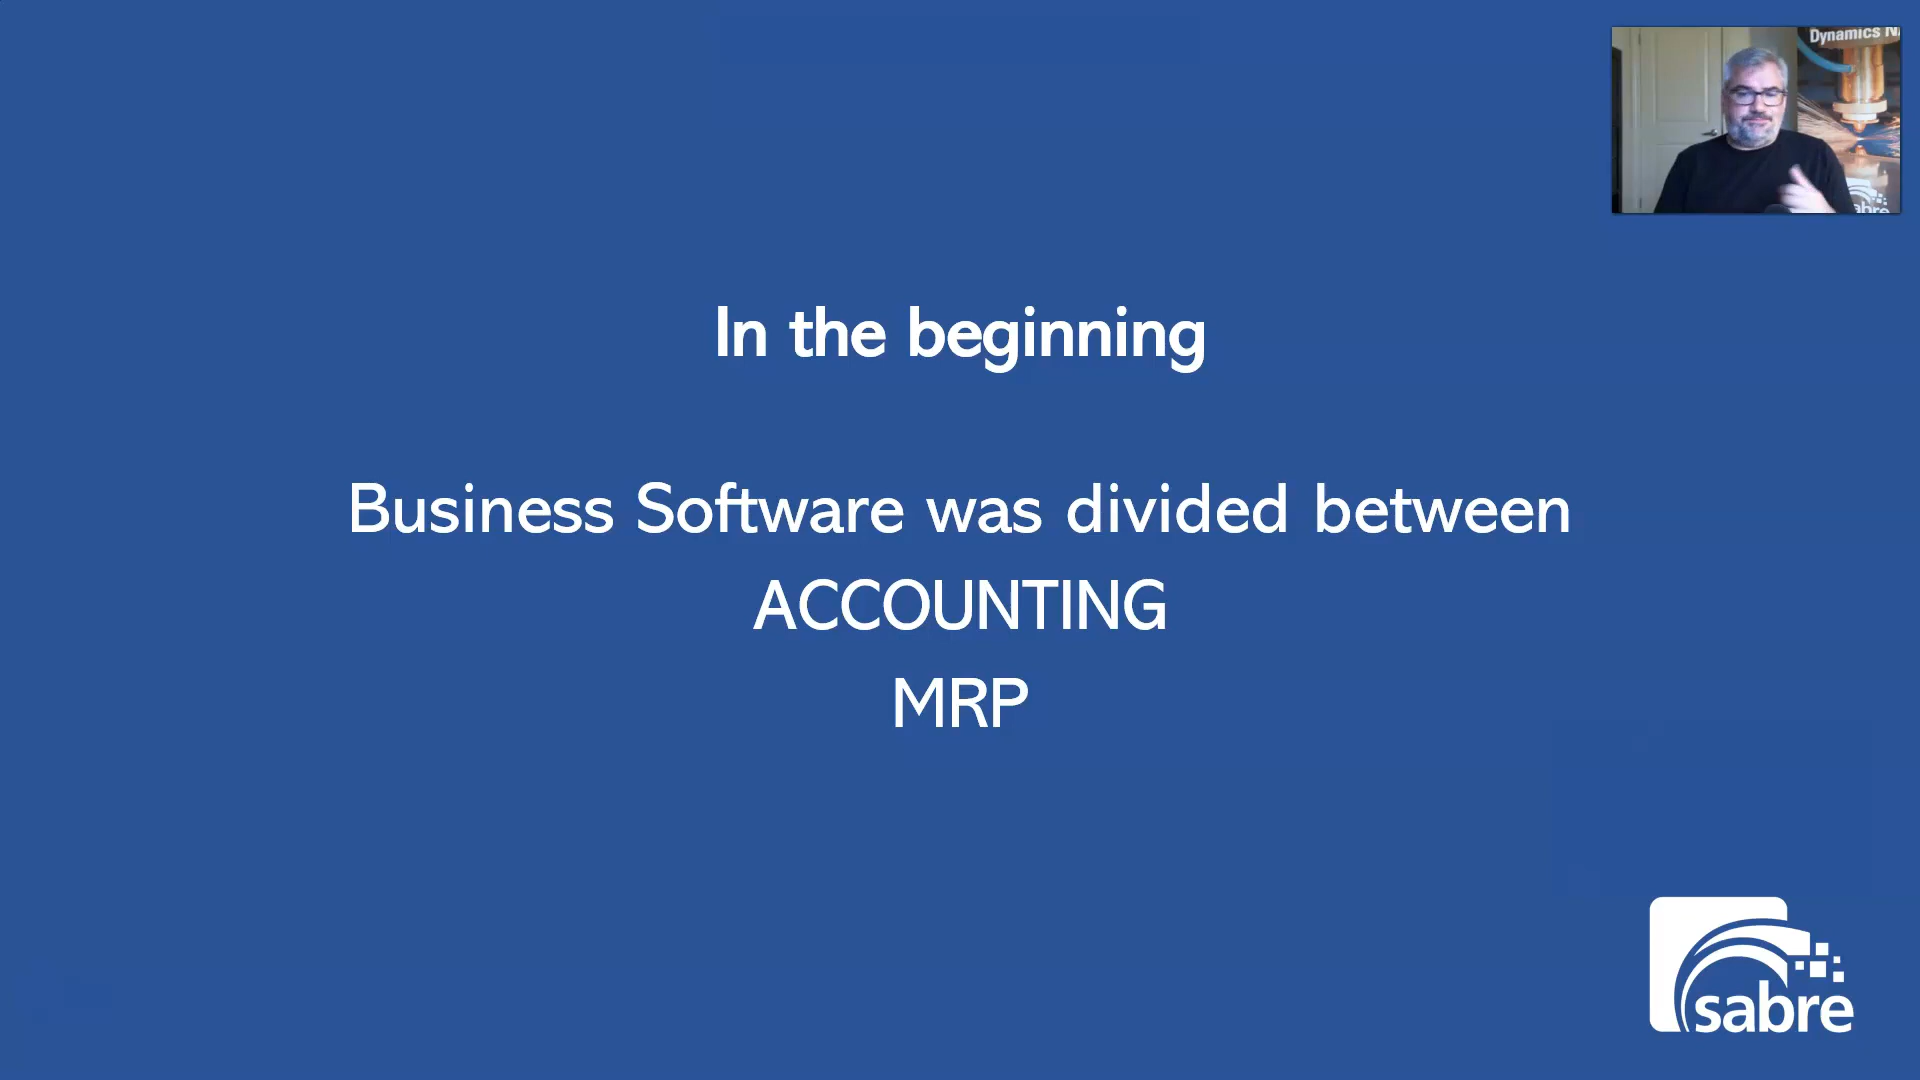 Dynamics N
In the beginning
Business Software was divided between
ACCOUNTING
MRP
sabre